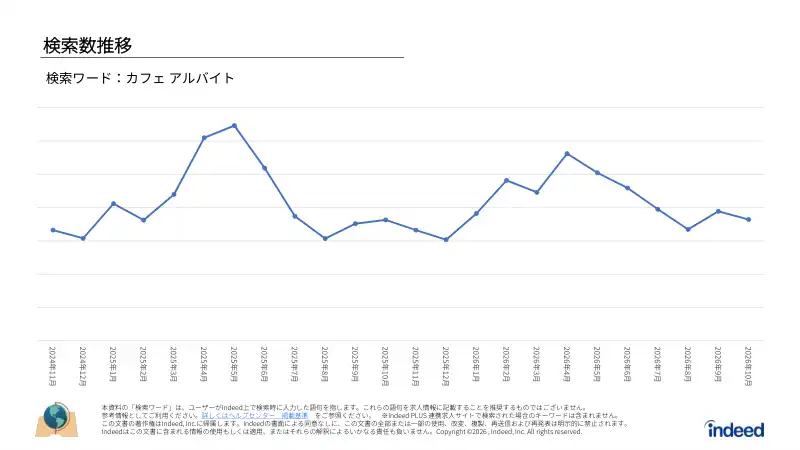 検索数推移
検索ワード：カフェ アルバイト
2024年11月
2024年12月
2025年1月
2025年2月
2025年3月
2025年4月
2025年5月
2025年6月
2025年7月
2025年8月
2025年9月
2025年10月
2025年11月
2025年12月
2026年1月
2026年2月
2026年3月
2026年4月
2026年5月
2026年6月
2026年7月
2026年8月
2026年9月
2026年10月
本資料の「検索ワード」は、ユーザーがIndeed上で検索時に入力した語句を指します。これらの語句を求人情報に記載することを推奨するものではございません。
参考情報としてご利用ください。詳しくはヘルプセンター 掲載基準 をご参照ください。 ※Indeed PLUS 連携求人サイトで検索された場合のキーワードは含まれません。
この文書の著作権はIndeed, Inc.に帰属します。Indeedの書面による同意なしに、この文書の全部または一部の使用、改変、複製、再送信および再発表は明示的に禁止されます。
Indeedはこの文書に含まれる情報の使用もしくは適用、またはそれらの解釈によるいかなる責任も負いません。Copyright ©2026 , Indeed, Inc. All rights reserved.
indeed